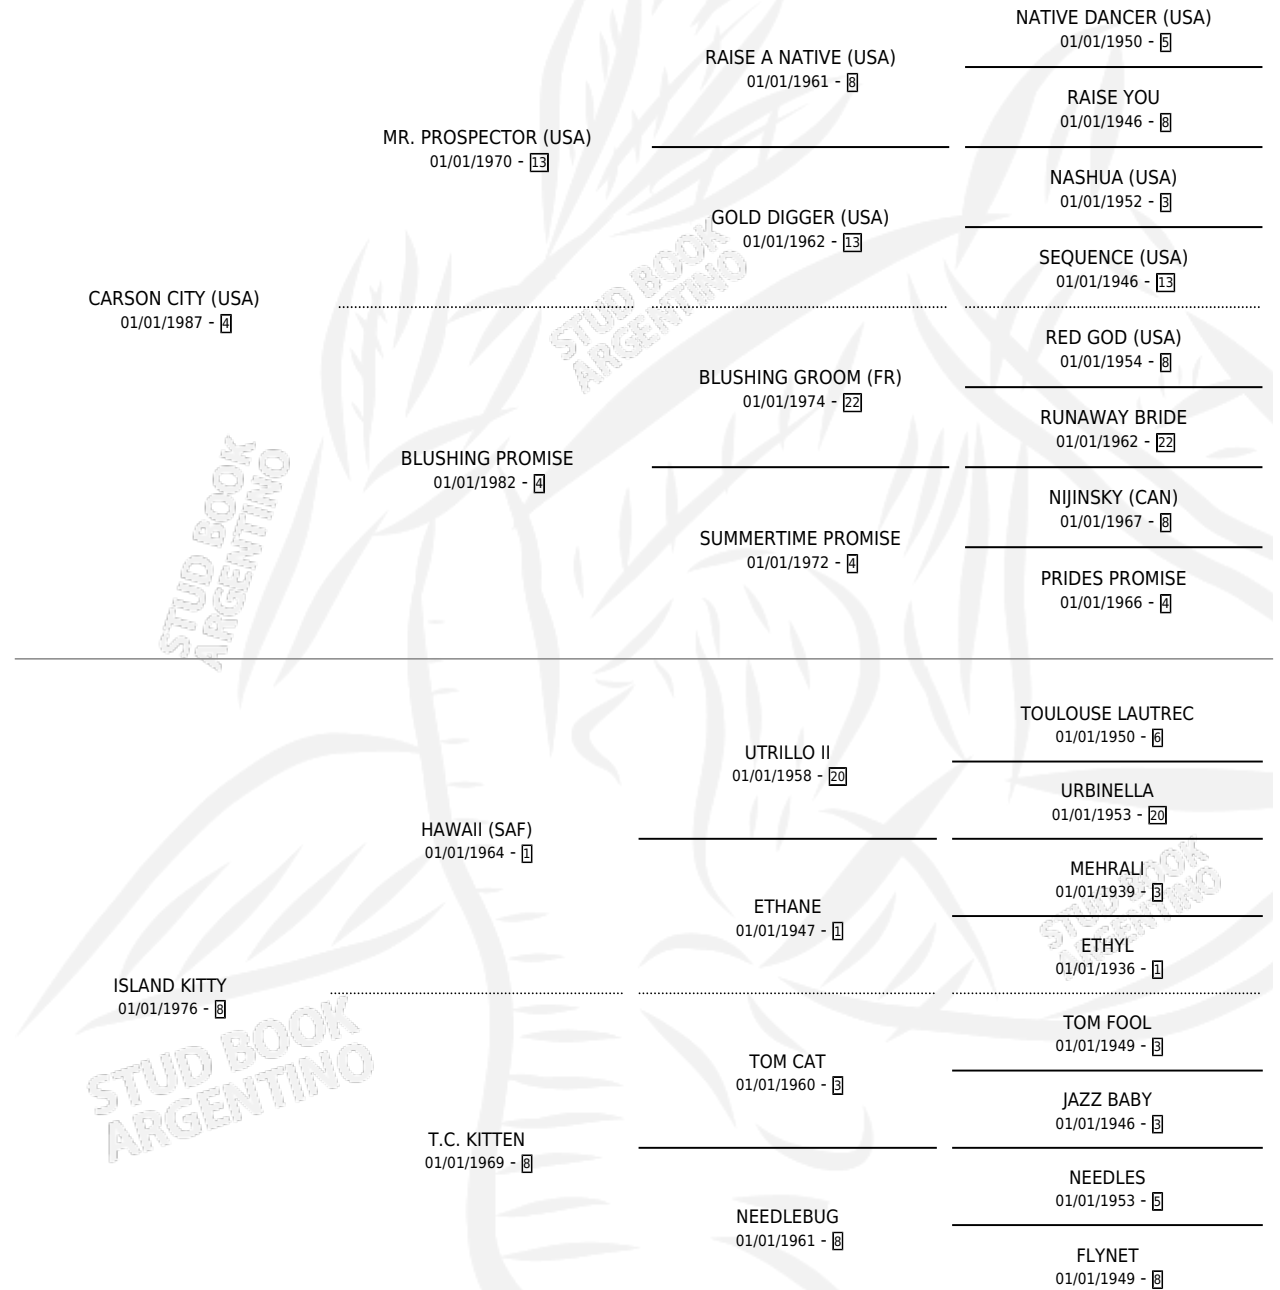 NATIVE DANCER (USA)
01/01/1950 - 5
RAISE A NATIVE (USA)
01/01/1961 - 8
RAISE YOU
01/01/1946 - 8
MR. PROSPECTOR (USA)
01/01/1970 - 13
NASHUA (USA)
01/01/1952 - 3
GOLD DIGGER (USA)
01/01/1962 - 13
SEQUENCE (USA)
01/01/1946 - 13
CARSON CITY (USA)
01/01/1987 - 4
RED GOD (USA)
01/01/1954 - 8
BLUSHING GROOM (FR)
01/01/1974 - 22
RUNAWAY BRIDE
01/01/1962 - 22
BLUSHING PROMISE
01/01/1982 - 4
NIJINSKY (CAN)
01/01/1967 - 8
SUMMERTIME PROMISE
01/01/1972 - 4
PRIDES PROMISE
01/01/1966 - 4
STUD BOOK
ARGENTINO
STUD BOOK
ARGENTINO
TOULOUSE LAUTREC
01/01/1950 - 6
UTRILLO II
01/01/1958 - 20
URBINELLA
01/01/1953 - 20
HAWAII (SAF)
01/01/1964 - 1
MEHRALI
01/01/1939 - 3
ETHANE
01/01/1947 - 1
ETHYL
01/01/1936 - 1
STUD BOOK
ARGENTINO
ISLAND KITTY
01/01/1976 - 8
STUD BOOK
ARGENTINO
TOM FOOL
01/01/1949 - 3
TOM CAT
01/01/1960 - 3
JAZZ BABY
01/01/1946 - 3
T.C. KITTEN
01/01/1969 - 8
NEEDLES
01/01/1953 - 5
NEEDLEBUG
01/01/1961 - 8
FLYNET
01/01/1949 - 8